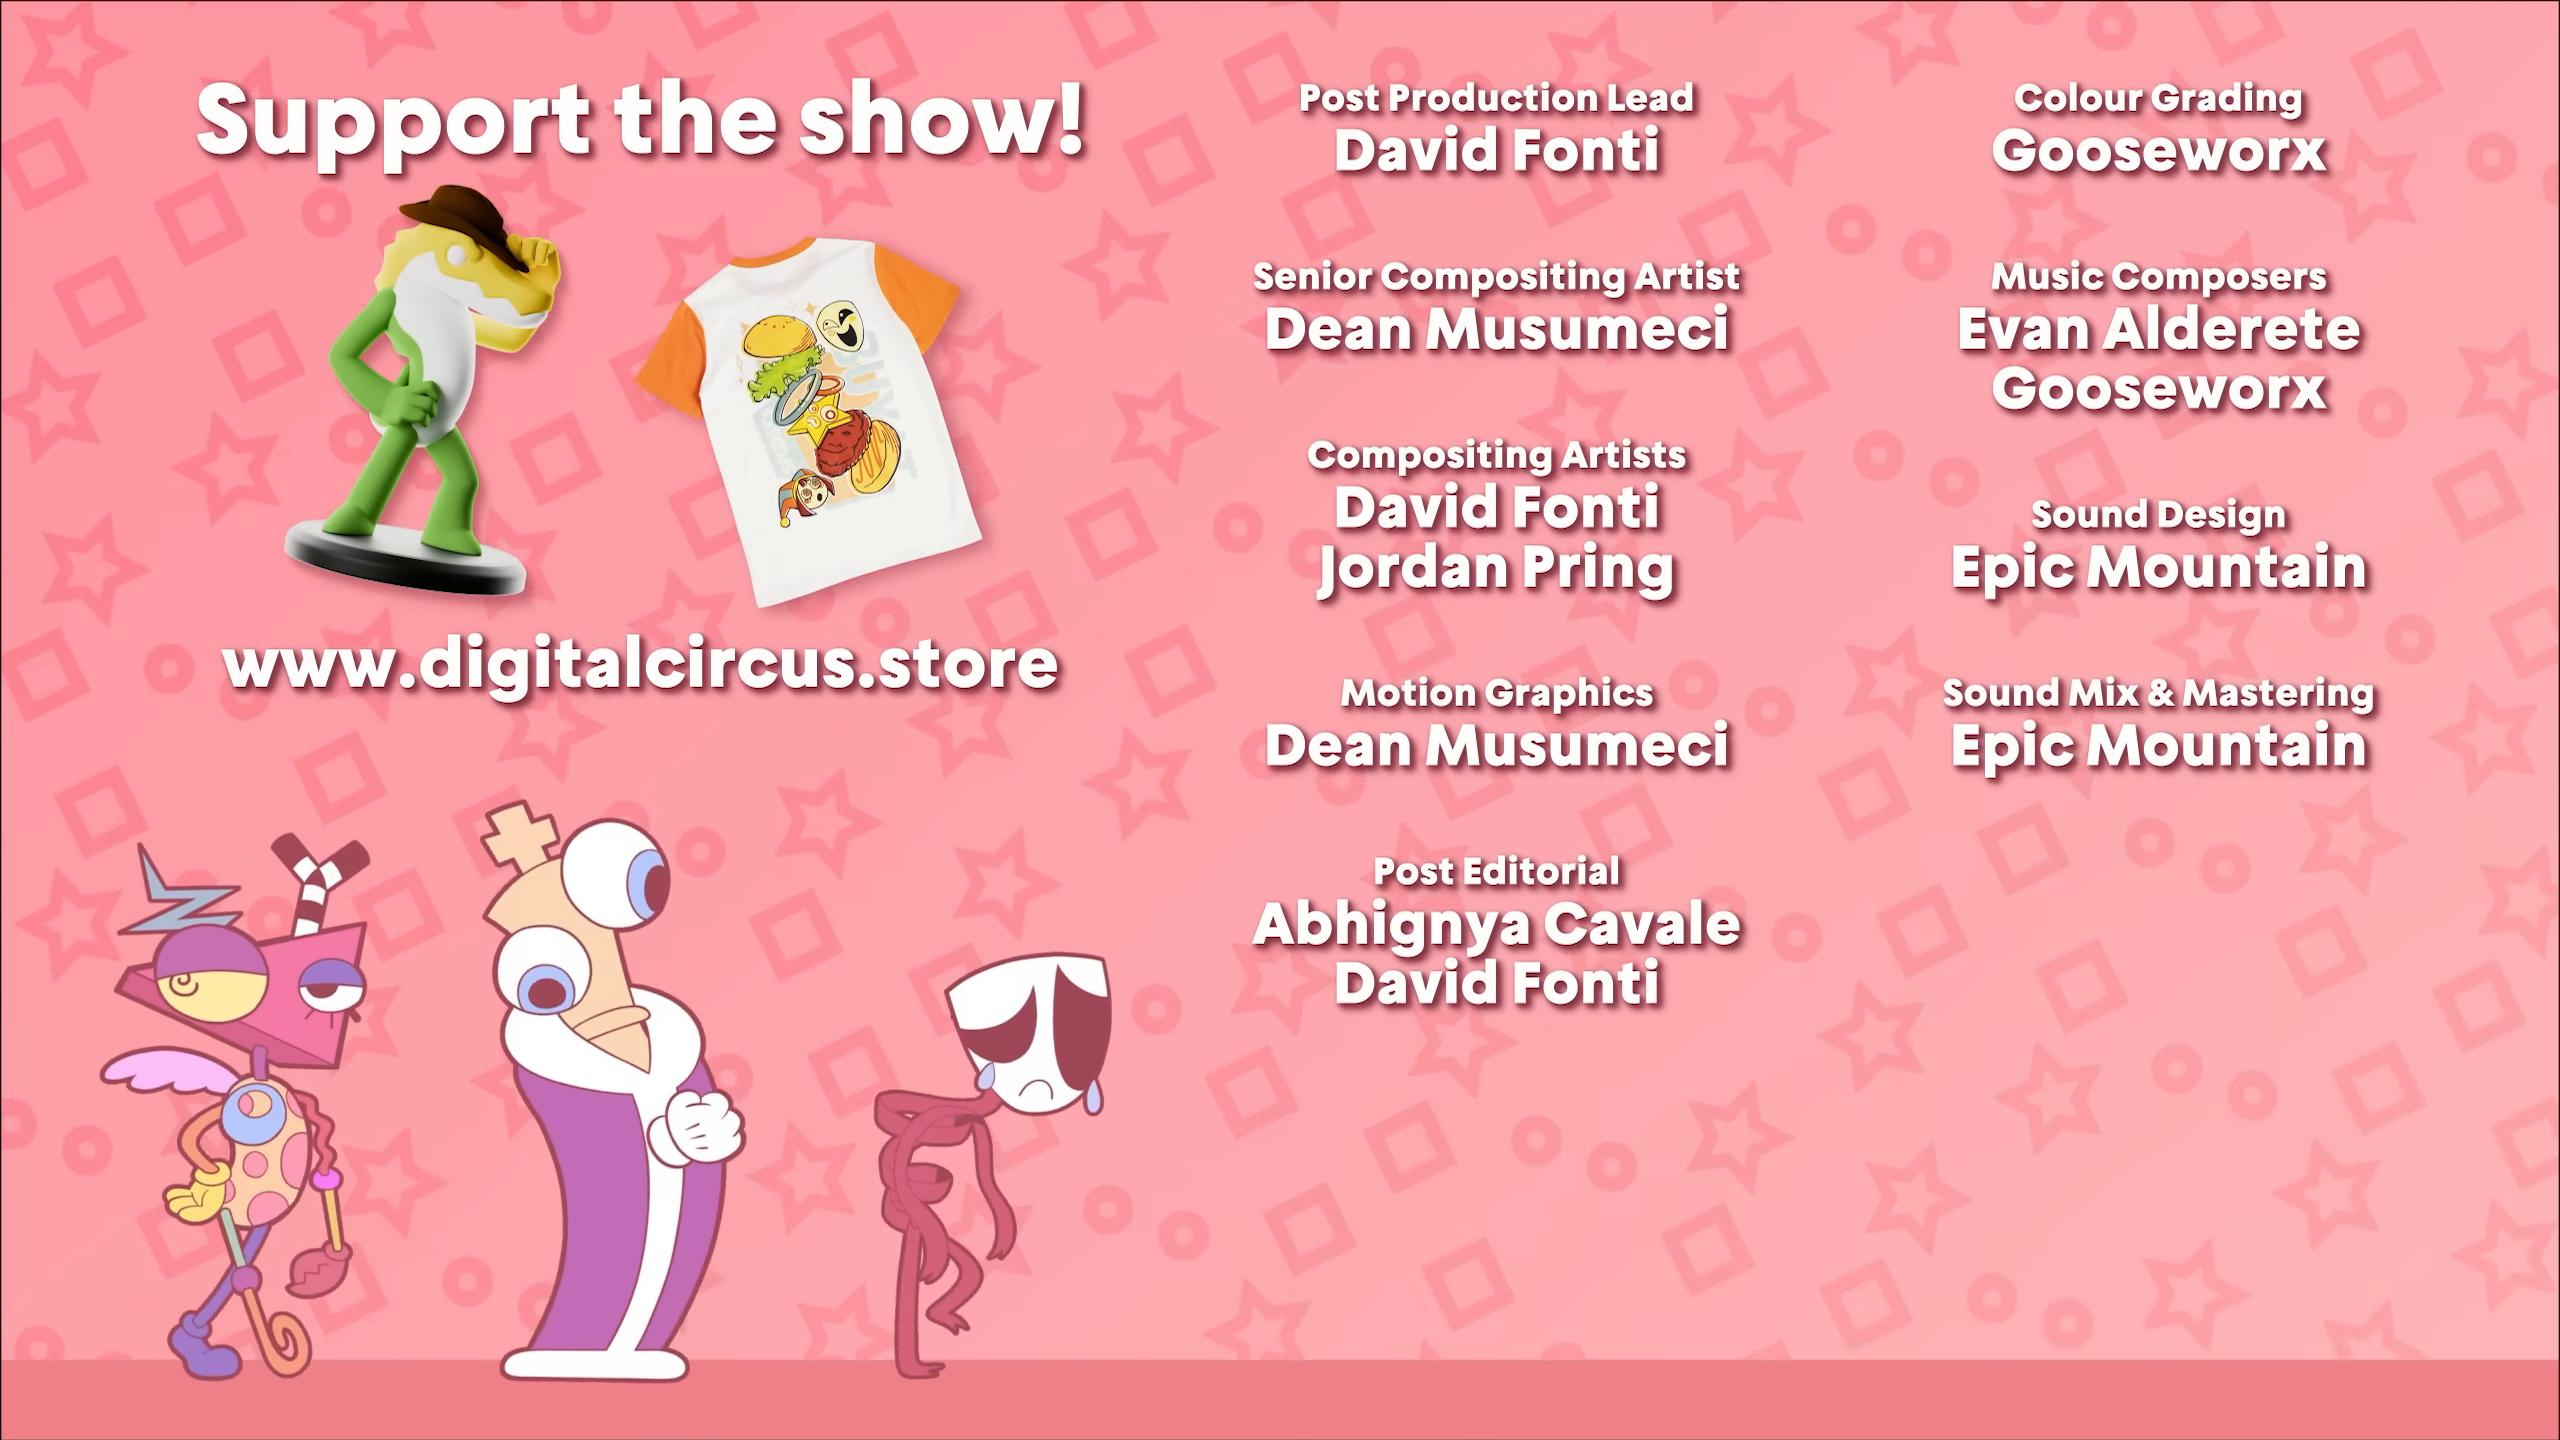 Support the show!
www.digitalcircus.store
Post Production Lead
David Fonti
Senior Compositing Artist
Dean Musumeci
Compositing Artists
David Fonti
Jordan Pring
Motion Graphics
Dean Musumeci
Post Editorial
Abhignya Cavale
David Fonti
Colour Grading
Gooseworx
Music Composers
Evan Alderete
Gooseworx
Sound Design
Epic Mountain
Sound Mix & Mastering
Epic Mountain